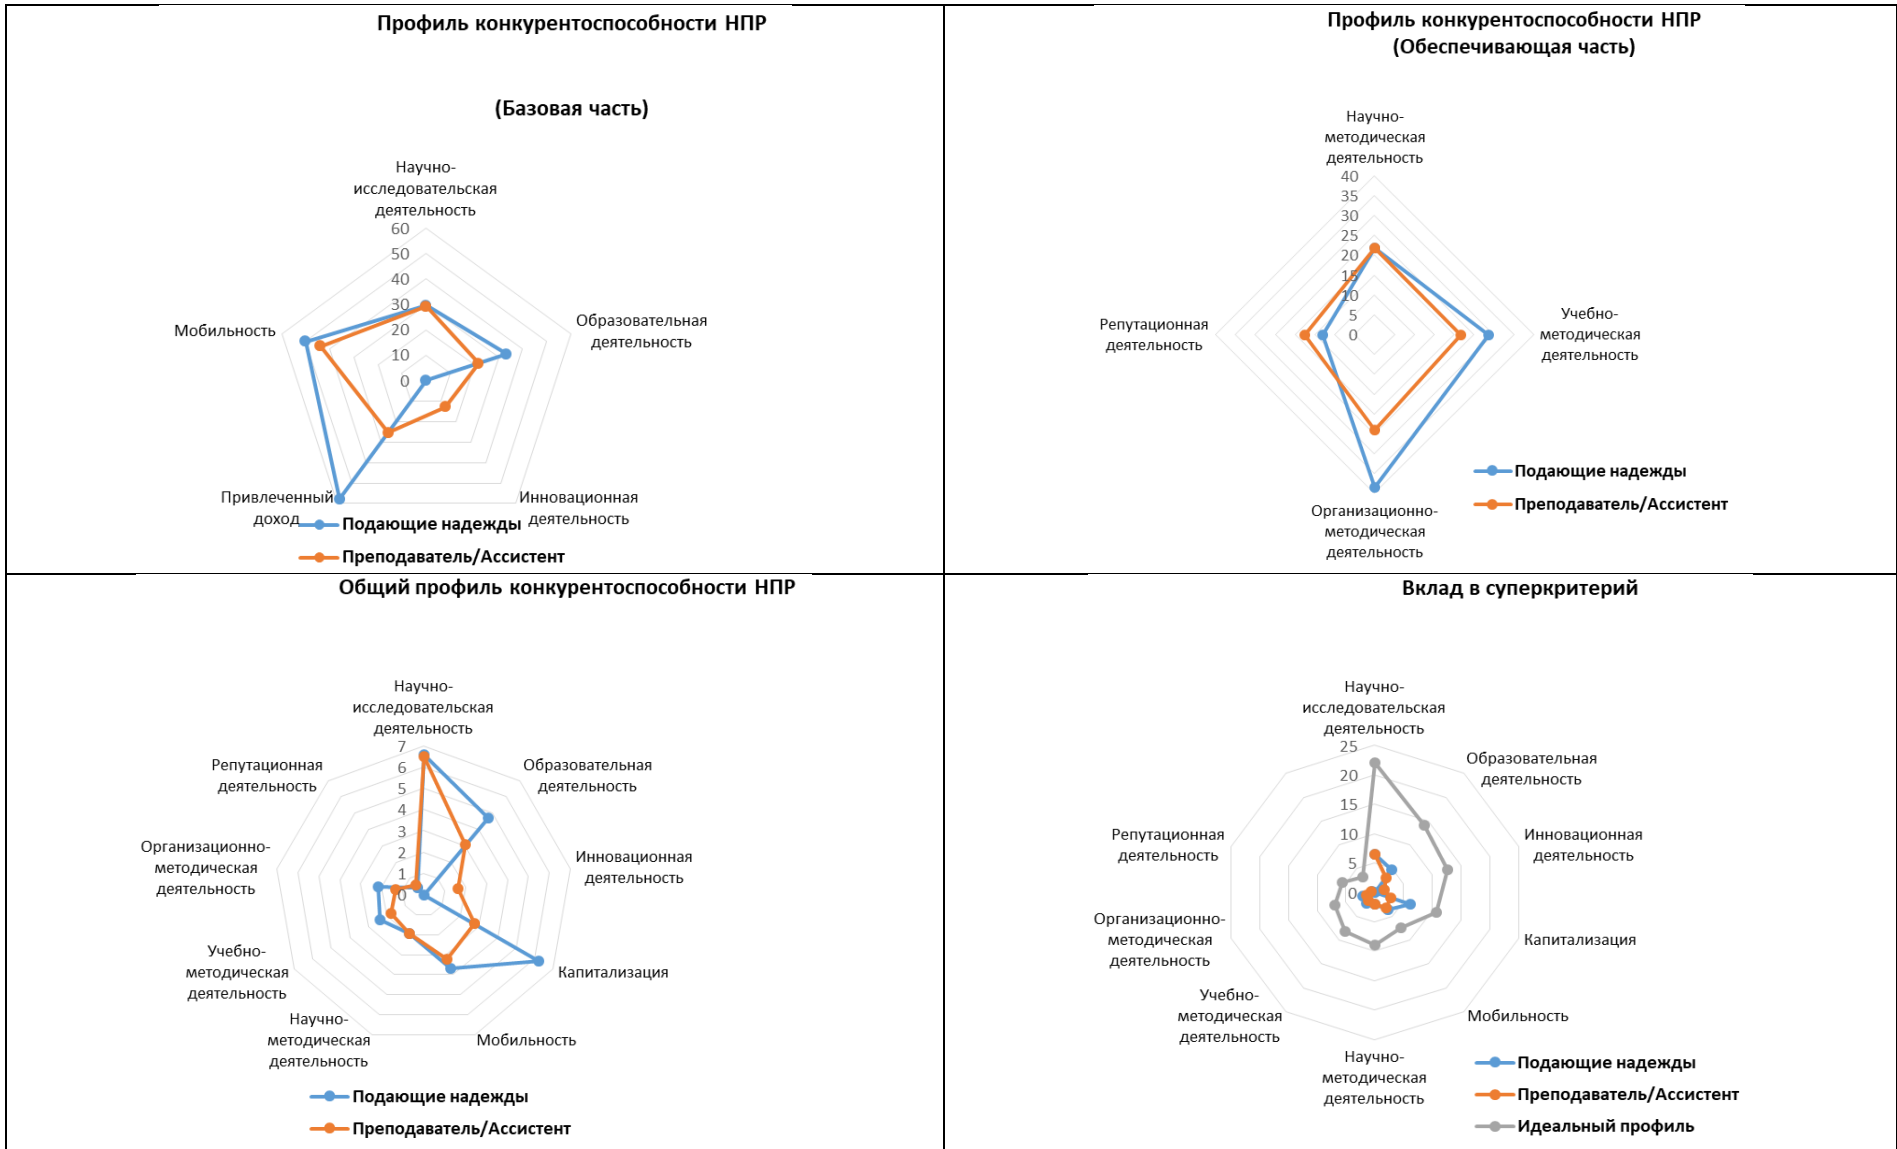 Профиль конкурентоспособности НПР
(Базовая часть)
Научно-
исследовательская
деятельность
60
50
40
30
20
10
0
Образовательная
деятельность
Мобильность
Привлеченный
доход
Инновационная
деятельность
Подающие надежды
Преподаватель/Ассистент
Профиль конкурентоспособности НПР
(Обеспечивающая часть)
Научно-
методическая
деятельность
40
35
30
25
20
15
10
5
0
Репутационная
деятельность
Учебно-
методическая
деятельность
Организационно-
методическая
деятельность
Подающие надежды
Преподаватель/Ассистент
Общий профиль конкурентоспособности НПР
Научно-
исследовательская
деятельность
7
6
5
4
3
2
1
0
Репутационная
деятельность
Образовательная
деятельность
Организационно-
методическая
деятельность
Инновационная
деятельность
Учебно-
методическая
деятельность
Капитализация
Научно-
методическая
деятельность
Мобильность
Подающие надежды
Преподаватель/Ассистент
Вклад в суперкритерий
Научно-
исследовательская
деятельность
25
20
15
10
5
0
Образовательная
деятельность
Репутационная
деятельность
Инновационная
деятельность
Организационно-
методическая
деятельность
Капитализация
Учебно-
методическая
деятельность
Мобильность
Научно-
методическая
деятельность
Подающие надежды
Преподаватель/Ассистент
Идеальный профиль